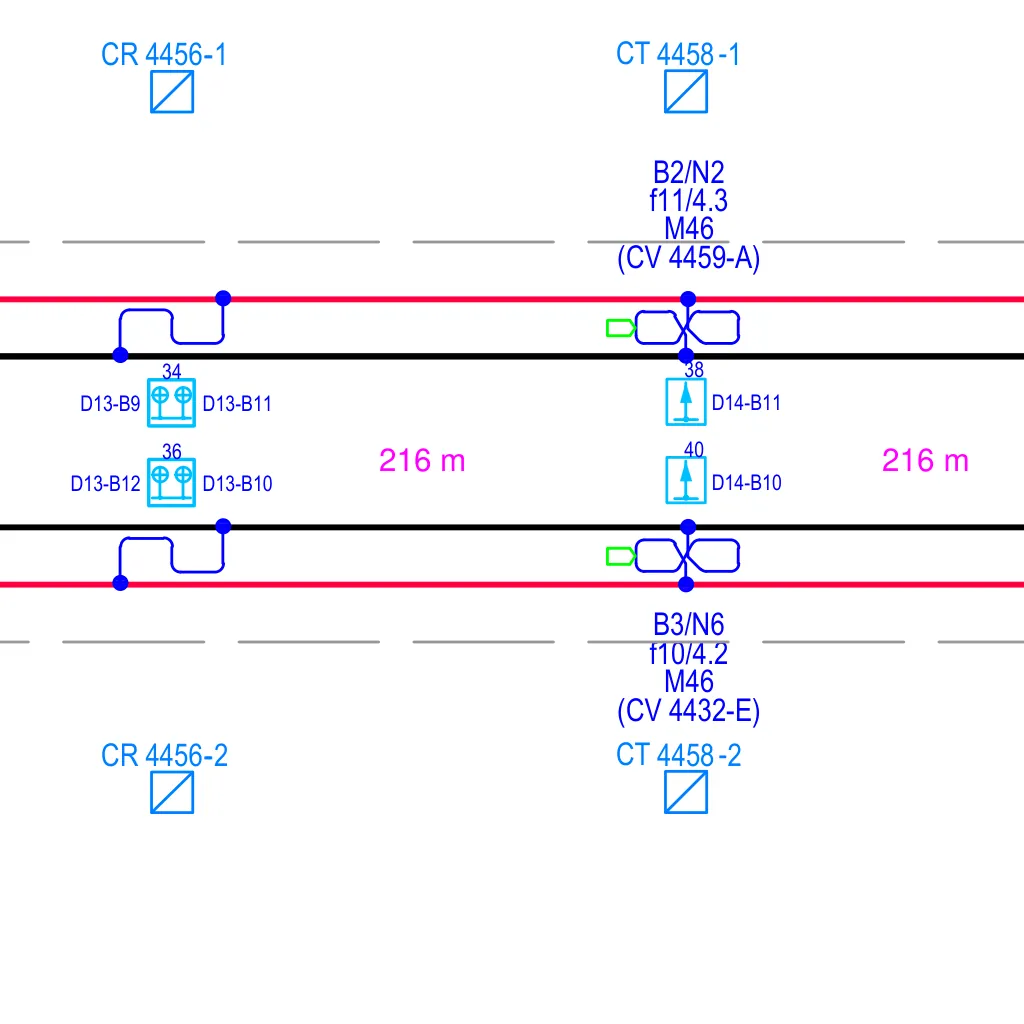 CR 4456-1
CT 4458 -1
B2/N2
f11/4.3
M46
(CV 4459-A)
34
38
D13-B9
D13-B11
D14-B11
36
40
D13-B12
D13-B10
216 m
D14-B10
216 m
B3/N6
f10/4.2
M46
(CV 4432-E)
CR 4456-2
CT 4458 -2